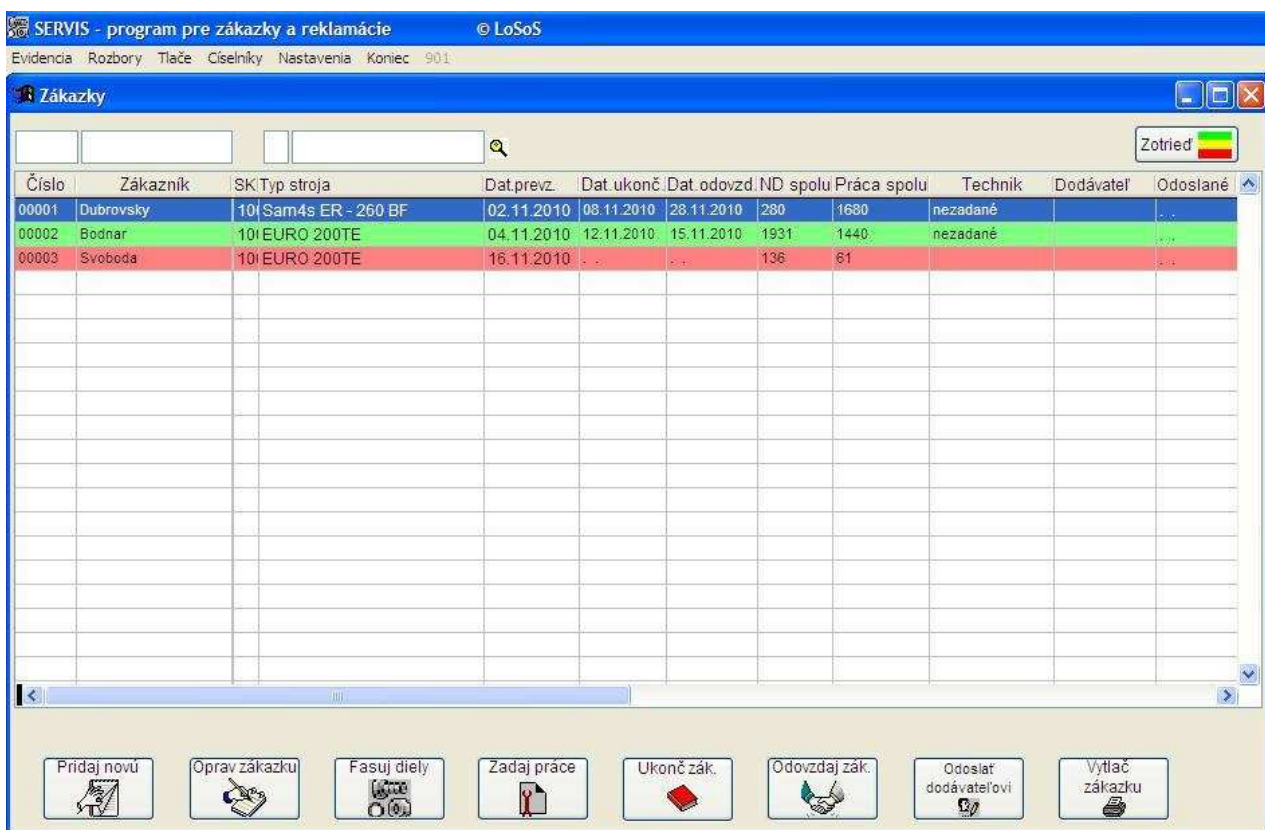 SERVIS - program pre zákazky a reklamácie © LoSoS
Evidencia Rozbory Tlače Číselníky Nastavenia Koniec 901
Zákazky
Zotrieď
Číslo Zákazník SK Typ stroja Dat.prevz. Dat.ukonč. Dat.odovzd. ND spolu Práca spolu Technik Dodávateľ Odoslané
00001 Dubrovsky 10 Sam4s ER - 260 BF 02.11.2010 08.11.2010 28.11.2010 280 1680 nezadané . .
00002 Bodnar 10 EURO 200TE 04.11.2010 12.11.2010 15.11.2010 1931 1440 nezadané . .
00003 Svoboda 10 EURO 200TE 16.11.2010 . . . . 136 61 . .
Pridaj novú Oprav zákazku Fasuj diely Zadaj práce Ukonč zák. Odovzdaj zák. Odoslať dodávateľovi Vytlač zákazku